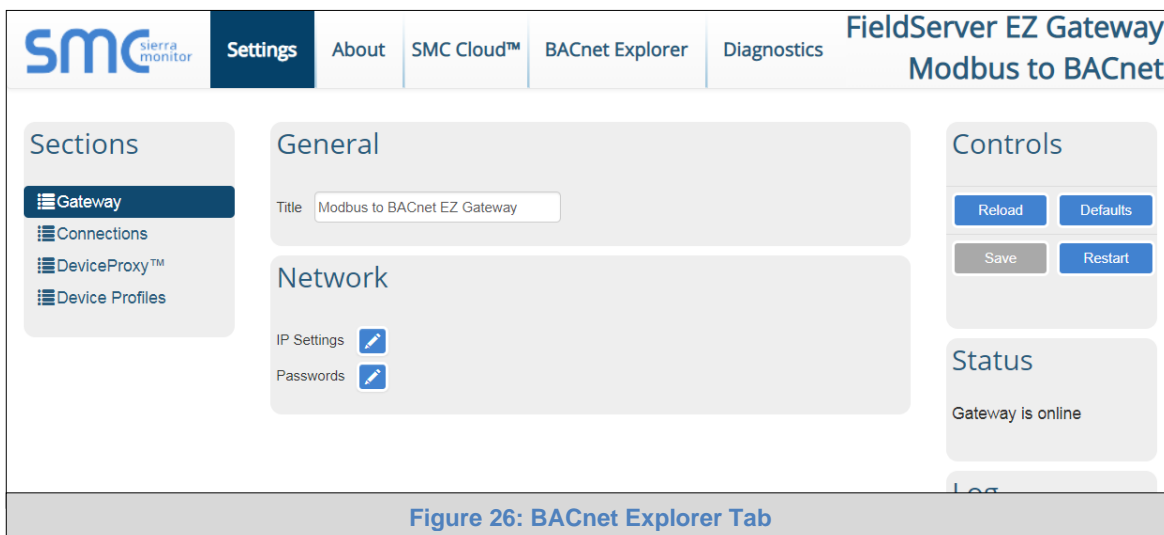 SMC sierra monitor
Settings
About
SMC Cloud™
BACnet Explorer
Diagnostics
FieldServer EZ Gateway
Modbus to BACnet
Sections
Gateway
Connections
DeviceProxy™
Device Profiles
General
Title Modbus to BACnet EZ Gateway
Network
IP Settings
Passwords
Controls
Reload Defaults
Save Restart
Status
Gateway is online
Log
Figure 26: BACnet Explorer Tab